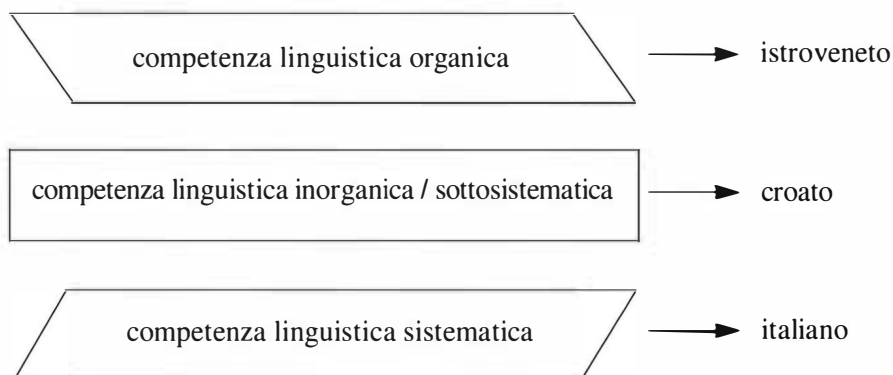 competenza linguistica organica → istroveneto
competenza linguistica inorganica / sottosistematica → croato
competenza linguistica sistematica → italiano